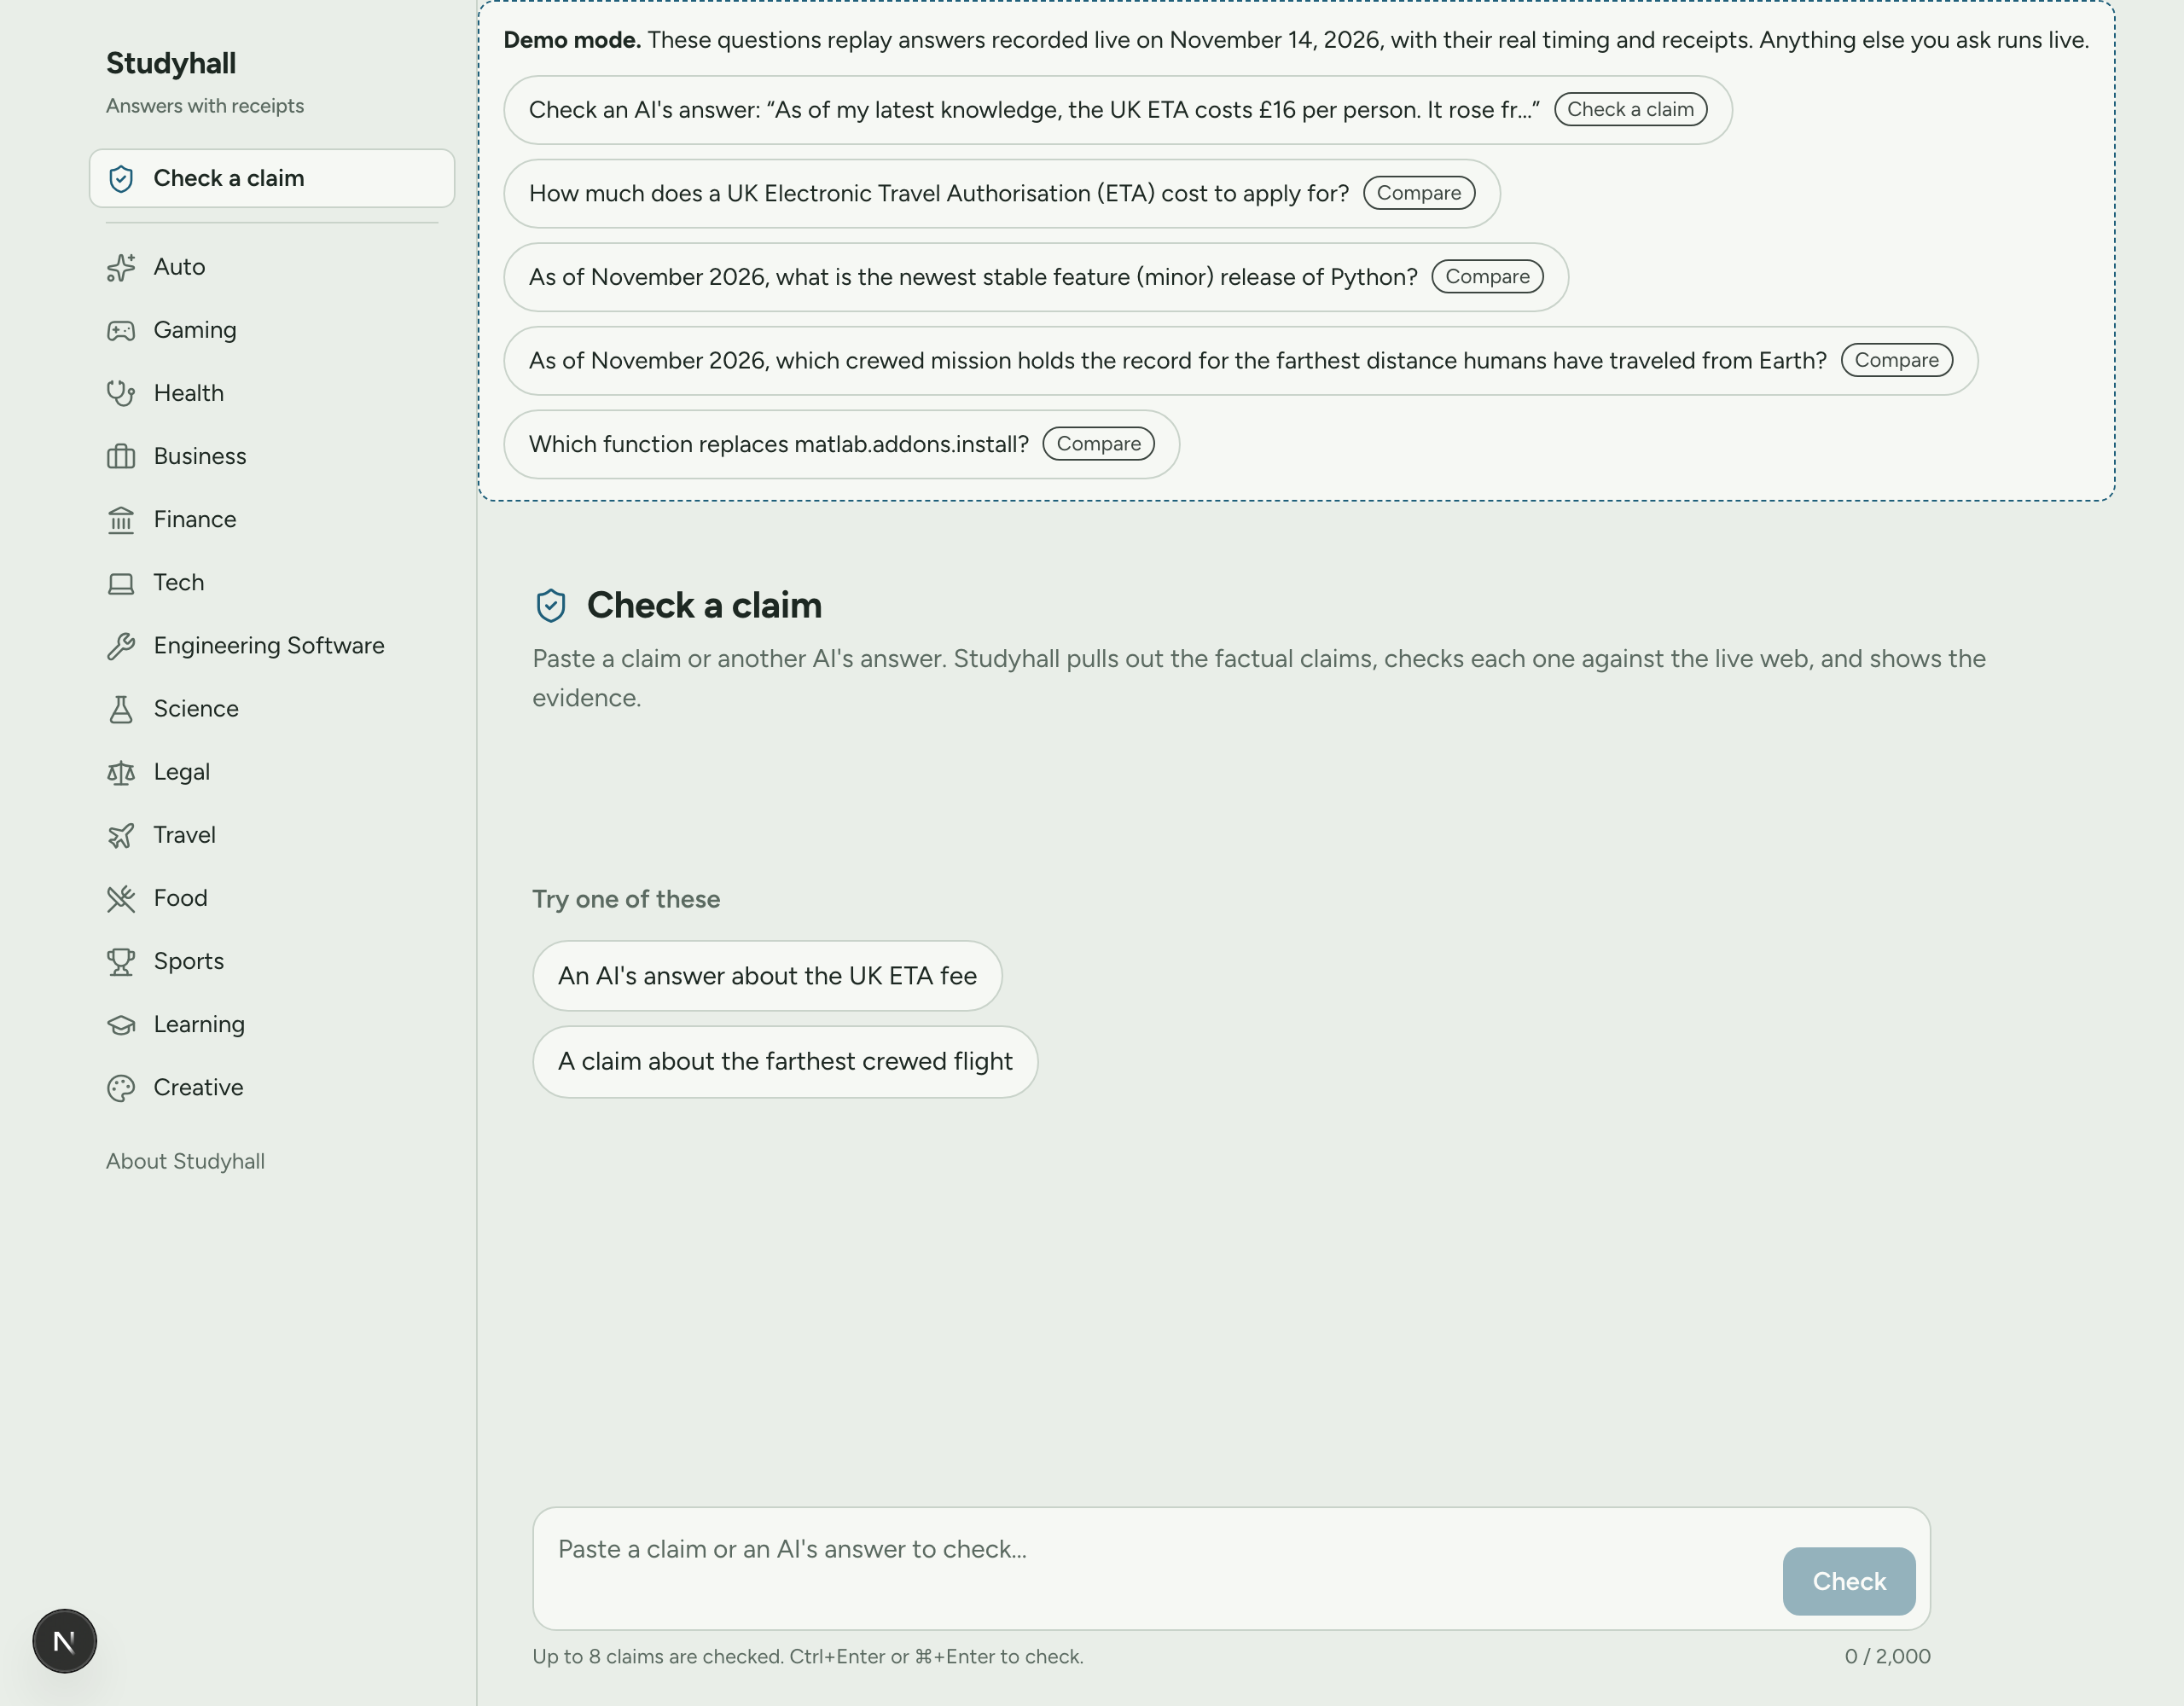 Studyhall
Answers with receipts
Check a claim
Auto
Gaming
Health
Business
Finance
Tech
Engineering Software
Science
Legal
Travel
Food
Sports
Learning
Creative
About Studyhall
N
Demo mode. These questions replay answers recorded live on November 14, 2026, with their real timing and receipts. Anything else you ask runs live.
Check an AI's answer: “As of my latest knowledge, the UK ETA costs £16 per person. It rose fr...” Check a claim
How much does a UK Electronic Travel Authorisation (ETA) cost to apply for? Compare
As of November 2026, what is the newest stable feature (minor) release of Python? Compare
As of November 2026, which crewed mission holds the record for the farthest distance humans have traveled from Earth? Compare
Which function replaces matlab.addons.install? Compare
Check a claim
Paste a claim or another AI's answer. Studyhall pulls out the factual claims, checks each one against the live web, and shows the
evidence.
Try one of these
An AI's answer about the UK ETA fee
A claim about the farthest crewed flight
Paste a claim or an AI's answer to check...
Check
Up to 8 claims are checked. Ctrl+Enter or ⌘+Enter to check.
0 / 2,000